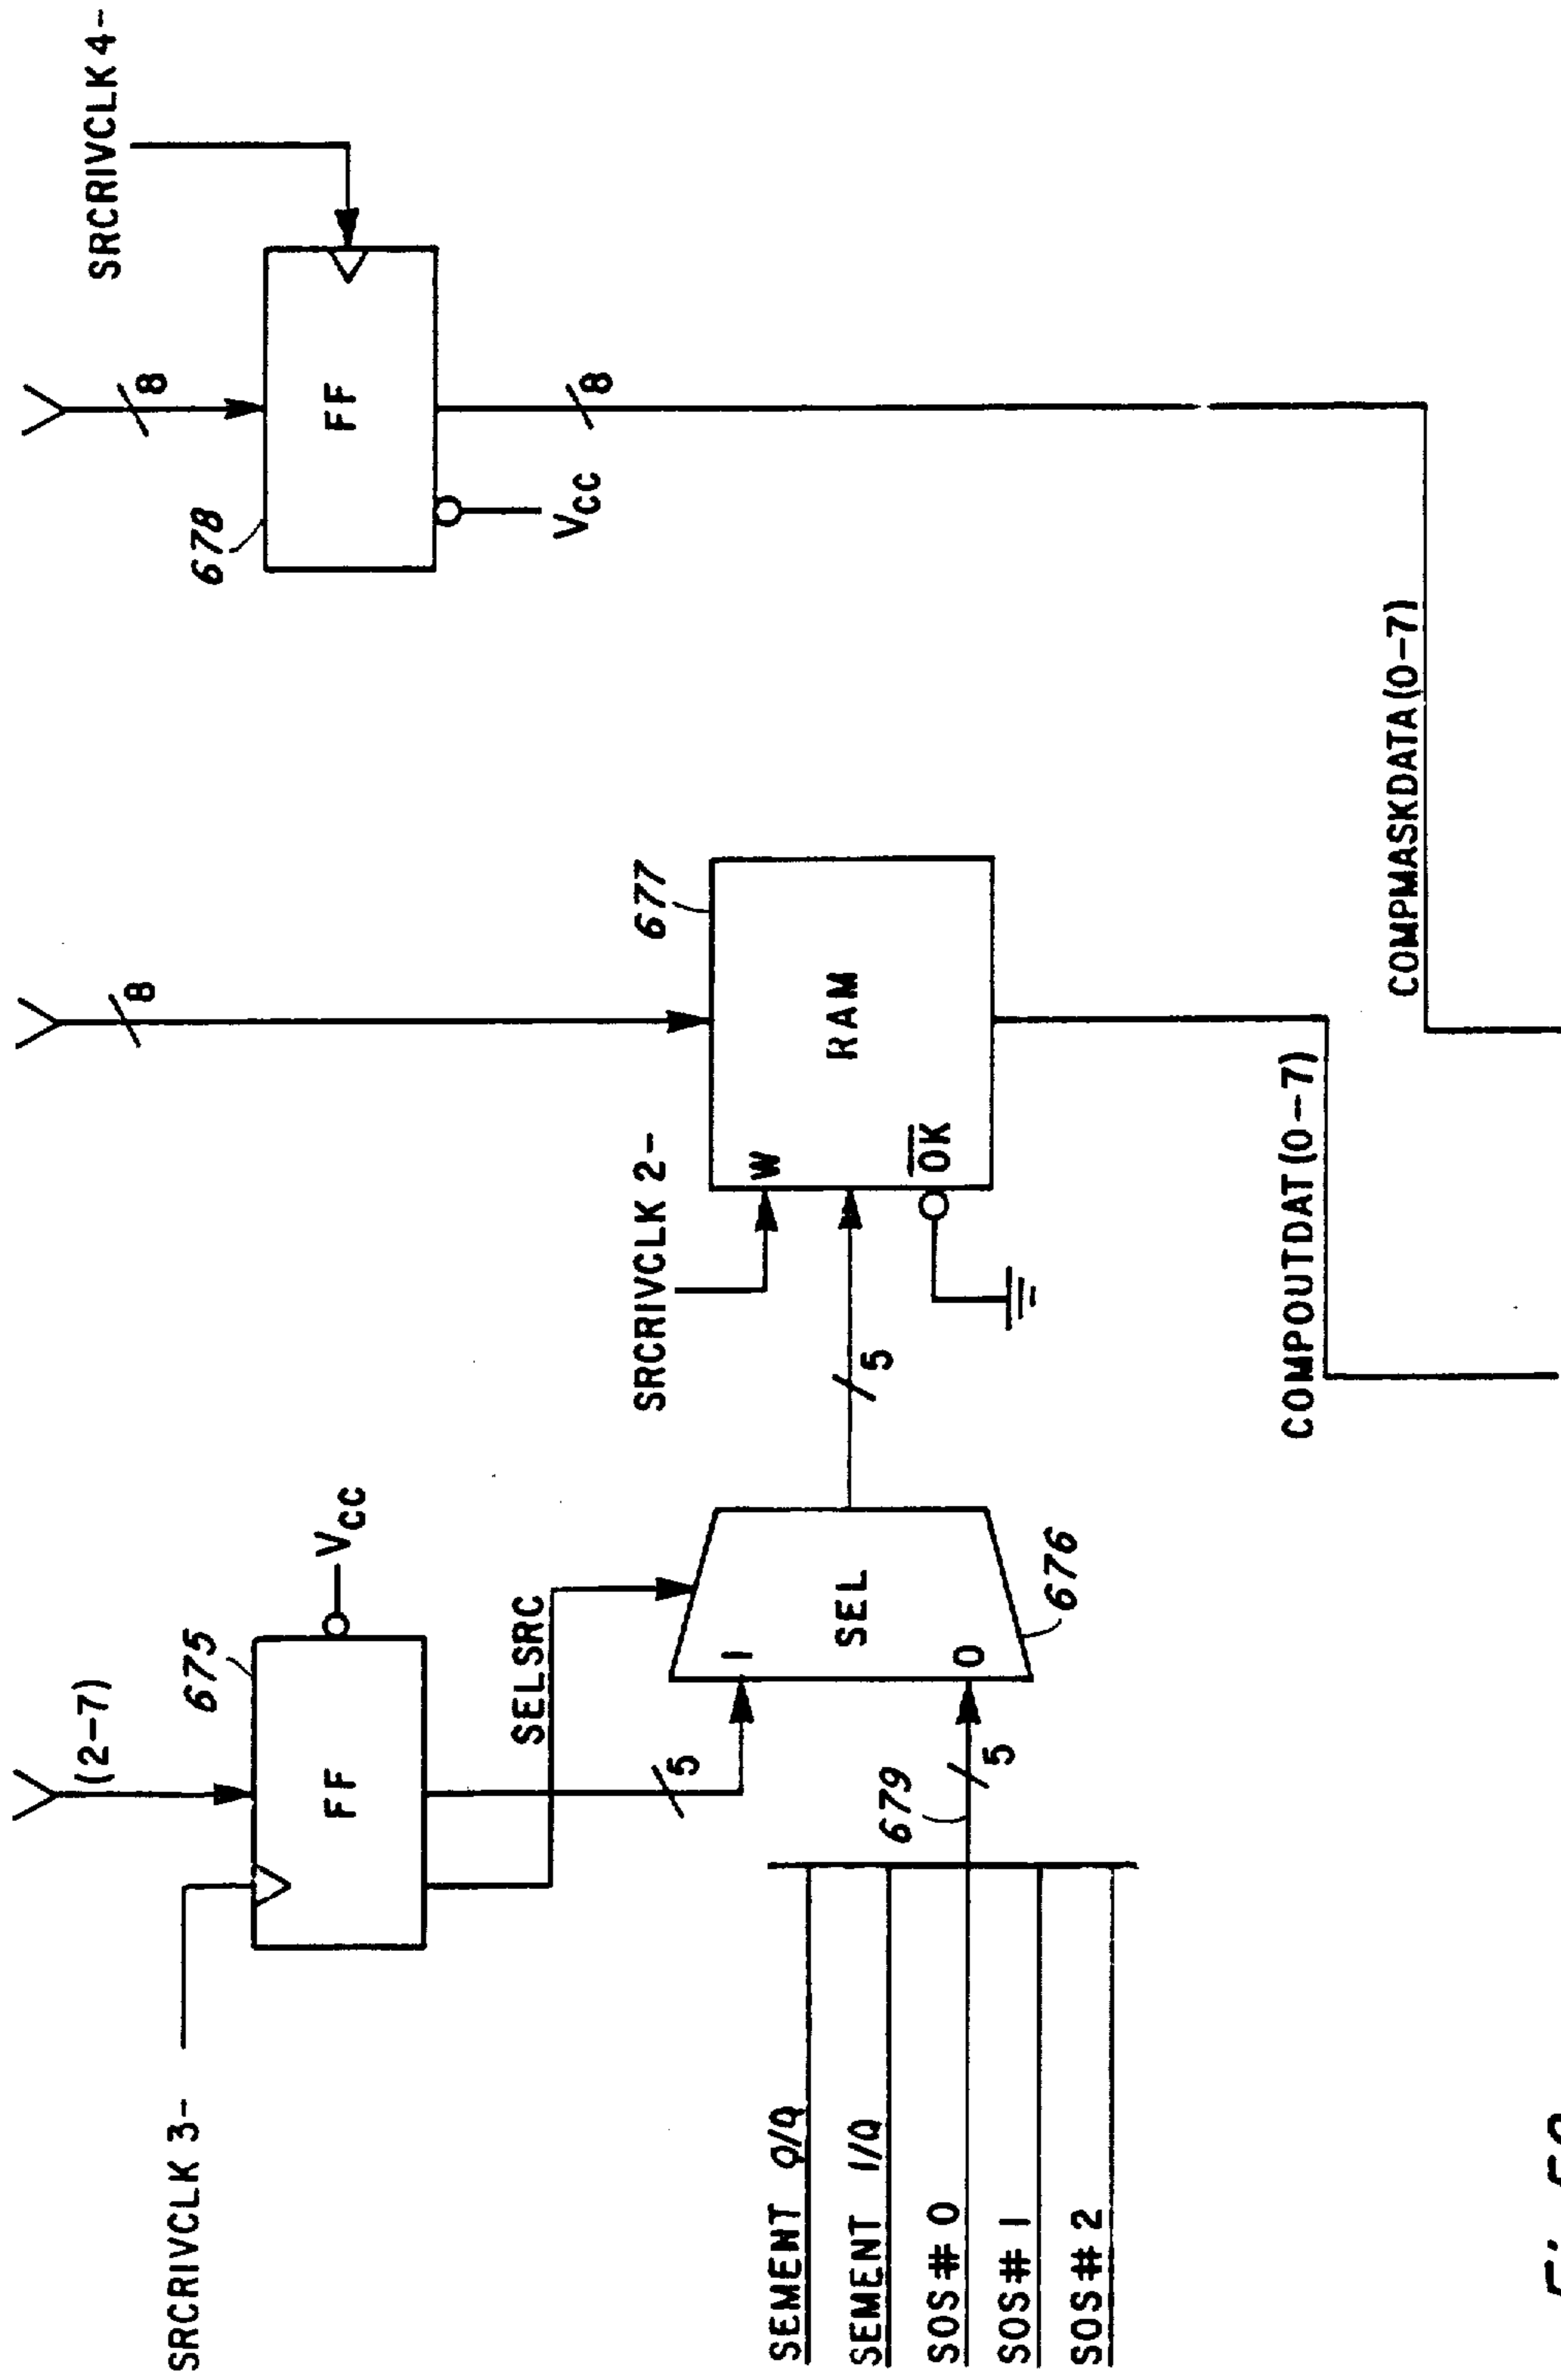 SRCRIVCLK 3-
(2-7)
675
FF
VCC
SELSRC
5
SEMENT 0/Q
SEMENT 1/Q
SOS # 0
SOS # 1
SOS # 2
679
5
1
SEL
0
676
5
SRCRIVCLK 2-
8
677
W
RAM
OK
COMPOUTDAT(0-7)
SRCRIVCLK 4-
8
678
FF
VCC
8
COMPMASKDATA(0-7)